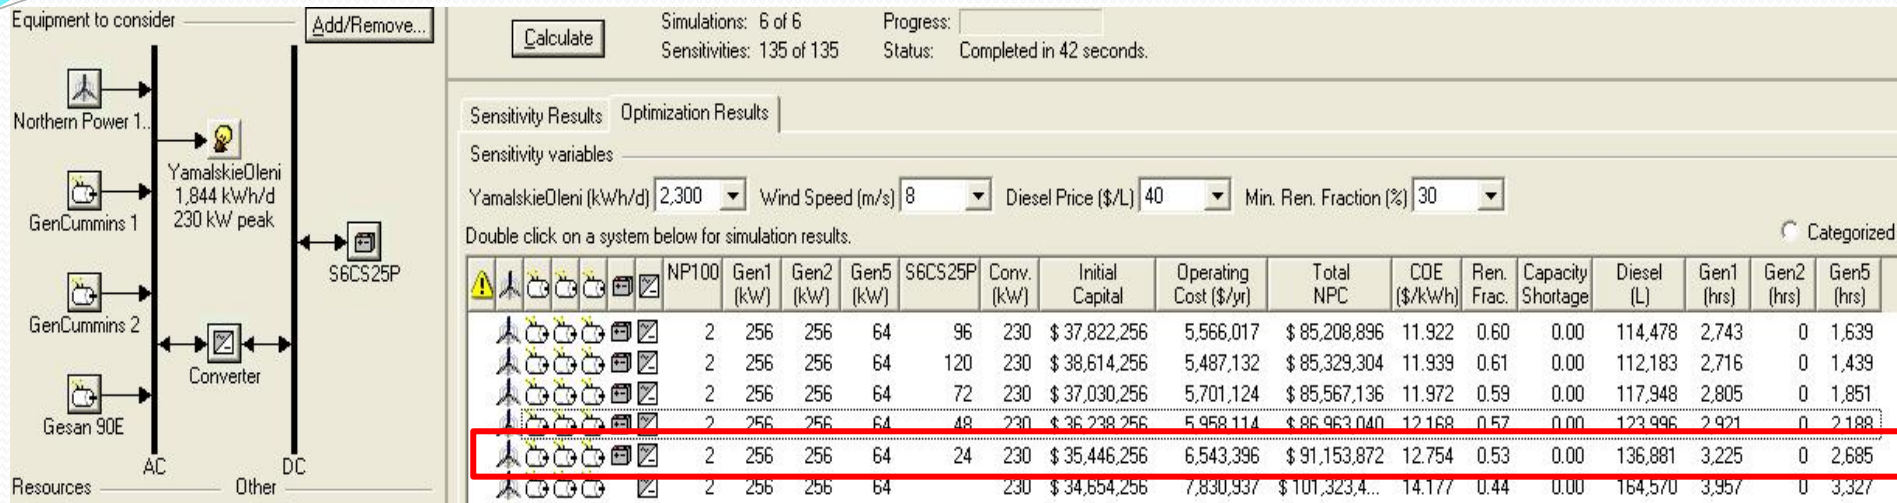 Equipment to consider
Add/Remove...
Northern Power 1..
YamalskieOleni
1,844 kWh/d
230 kW peak
GenCummins 1
S6CS25P
GenCummins 2
Converter
Gesan 90E
AC
DC
Resources
Other
Calculate
Simulations: 6 of 6
Progress:
Sensitivities: 135 of 135
Status: Completed in 42 seconds.
Sensitivity Results
Optimization Results
Sensitivity variables
YamalskieOleni (kWh/d) 2,300 Wind Speed (m/s) 8 Diesel Price ($/L) 40 Min. Ren. Fraction (%) 30
Double click on a system below for simulation results.
Categorized
NP100 Gen1 (kW) Gen2 (kW) Gen5 (kW) S6CS25P Conv. (kW) Initial Capital Operating Cost ($/yr) Total NPC COE ($/kWh) Ren. Frac. Capacity Shortage Diesel (L) Gen1 (hrs) Gen2 (hrs) Gen5 (hrs)
2 256 256 64 96 230 $ 37,822,256 5,566,017 $ 85,208,896 11.922 0.60 0.00 114,478 2,743 0 1,639
2 256 256 64 120 230 $ 38,614,256 5,487,132 $ 85,329,304 11.939 0.61 0.00 112,183 2,716 0 1,439
2 256 256 64 72 230 $ 37,030,256 5,701,124 $ 85,567,136 11.972 0.59 0.00 117,948 2,805 0 1,851
2 256 256 64 48 230 $ 36,238,256 5,958,114 $ 86,963,040 12.168 0.57 0.00 123,996 2,921 0 2,188
2 256 256 64 24 230 $ 35,446,256 6,543,396 $ 91,153,872 12.754 0.53 0.00 136,881 3,225 0 2,685
2 256 256 64 230 $ 34,654,256 7,830,937 $ 101,323,4... 14.177 0.44 0.00 164,570 3,957 0 3,327